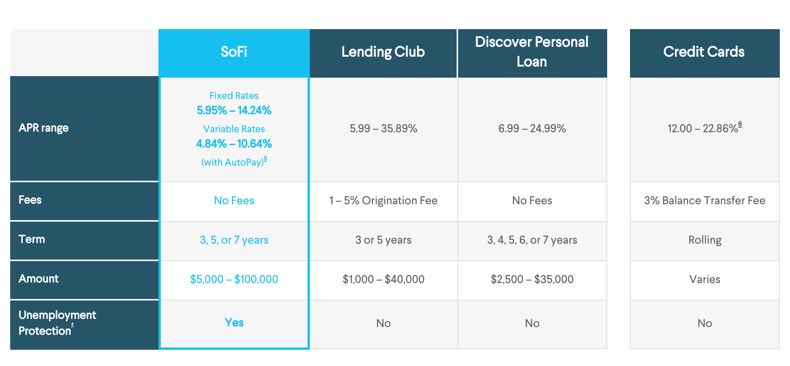 SoFi
Lending Club
Discover Personal
Loan
Credit Cards
APR range
Fixed Rates
5.95% – 14.24%
Variable Rates
4.84% – 10.64%
(with AutoPay)5
5.99 – 35.89%
6.99 – 24.99%
12.00 – 22.86%6
Fees
No Fees
1 – 5% Origination Fee
No Fees
3% Balance Transfer Fee
Term
3, 5, or 7 years
3 or 5 years
3, 4, 5, 6, or 7 years
Rolling
Amount
$5,000 – $100,000
$1,000 – $40,000
$2,500 – $35,000
Varies
Unemployment
Protection
Yes
No
No
No